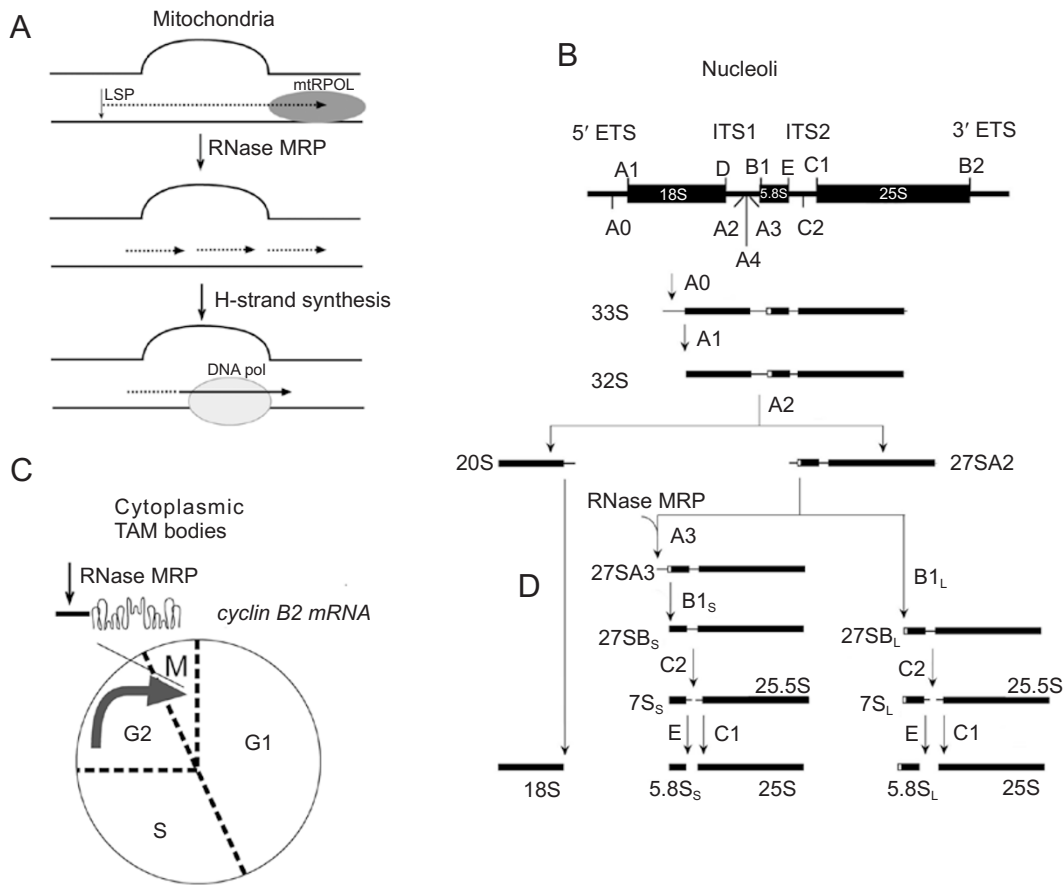 A
Mitochondria
LSP
mtRPOL
RNase MRP
H-strand synthesis
DNA pol
B
Nucleoli
5′ ETS
ITS1
ITS2
3′ ETS
A1
D
B1
E
C1
B2
18S
5.8S
25S
A0
A2
A3
C2
A4
A0
33S
A1
32S
A2
20S
27SA2
RNase MRP
A3
D
27SA3
B1S
B1L
27SBS
27SBL
C2
C2
7SS
25.5S
7SL
25.5S
E
C1
E
C1
18S
5.8SS
25S
5.8SL
25S
C
Cytoplasmic
TAM bodies
RNase MRP
cyclin B2 mRNA
M
G2
G1
S